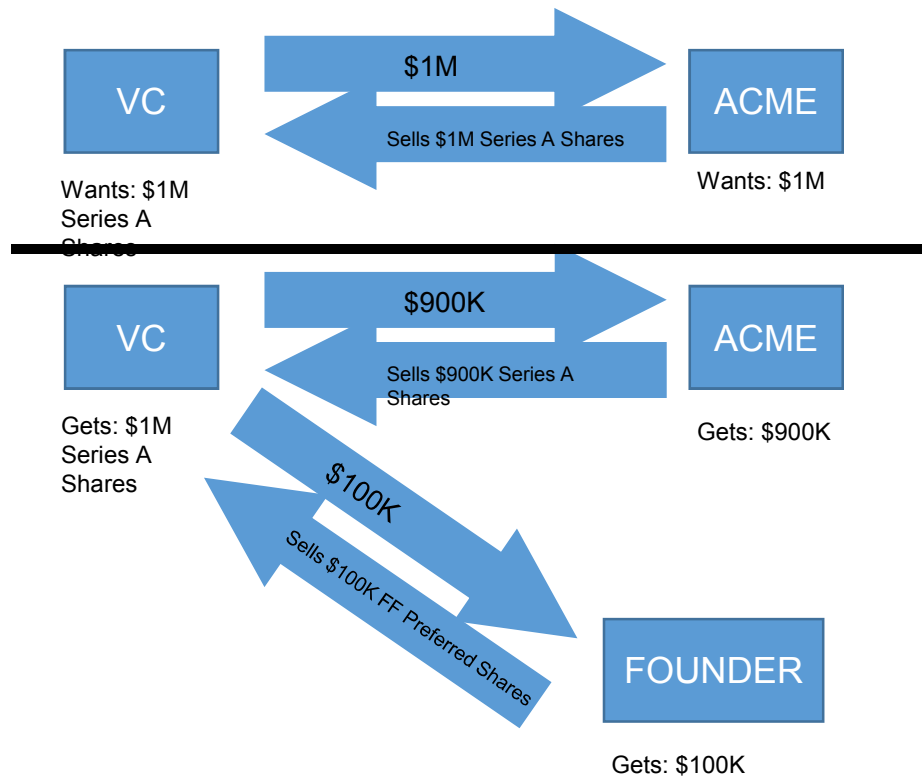 $1M
VC
ACME
Sells $1M Series A Shares
Wants: $1M
Series A
Shares
Wants: $1M
$900K
VC
ACME
Sells $900K Series A
Shares
Gets: $1M
Series A
Shares
Gets: $900K
$100K
Sells $100K FF Preferred Shares
FOUNDER
Gets: $100K